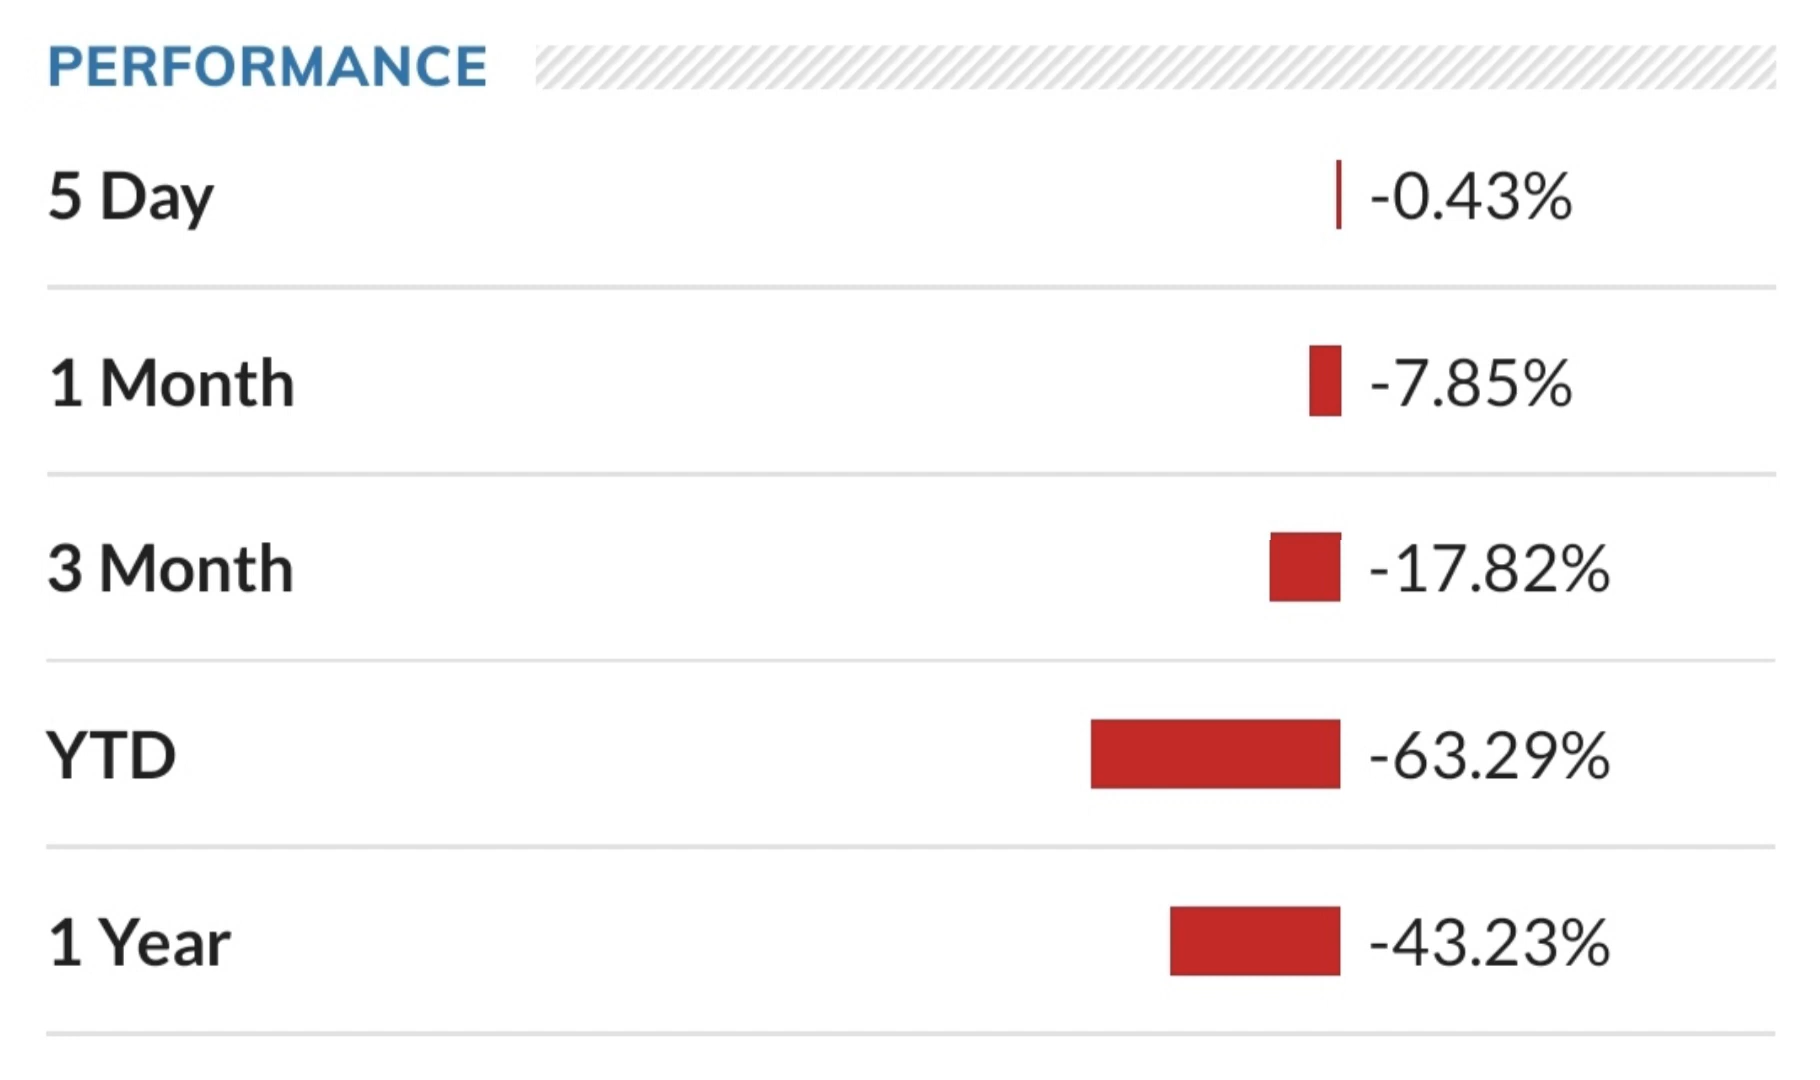 PERFORMANCE
5 Day -0.43%
1 Month -7.85%
3 Month -17.82%
YTD -63.29%
1 Year -43.23%